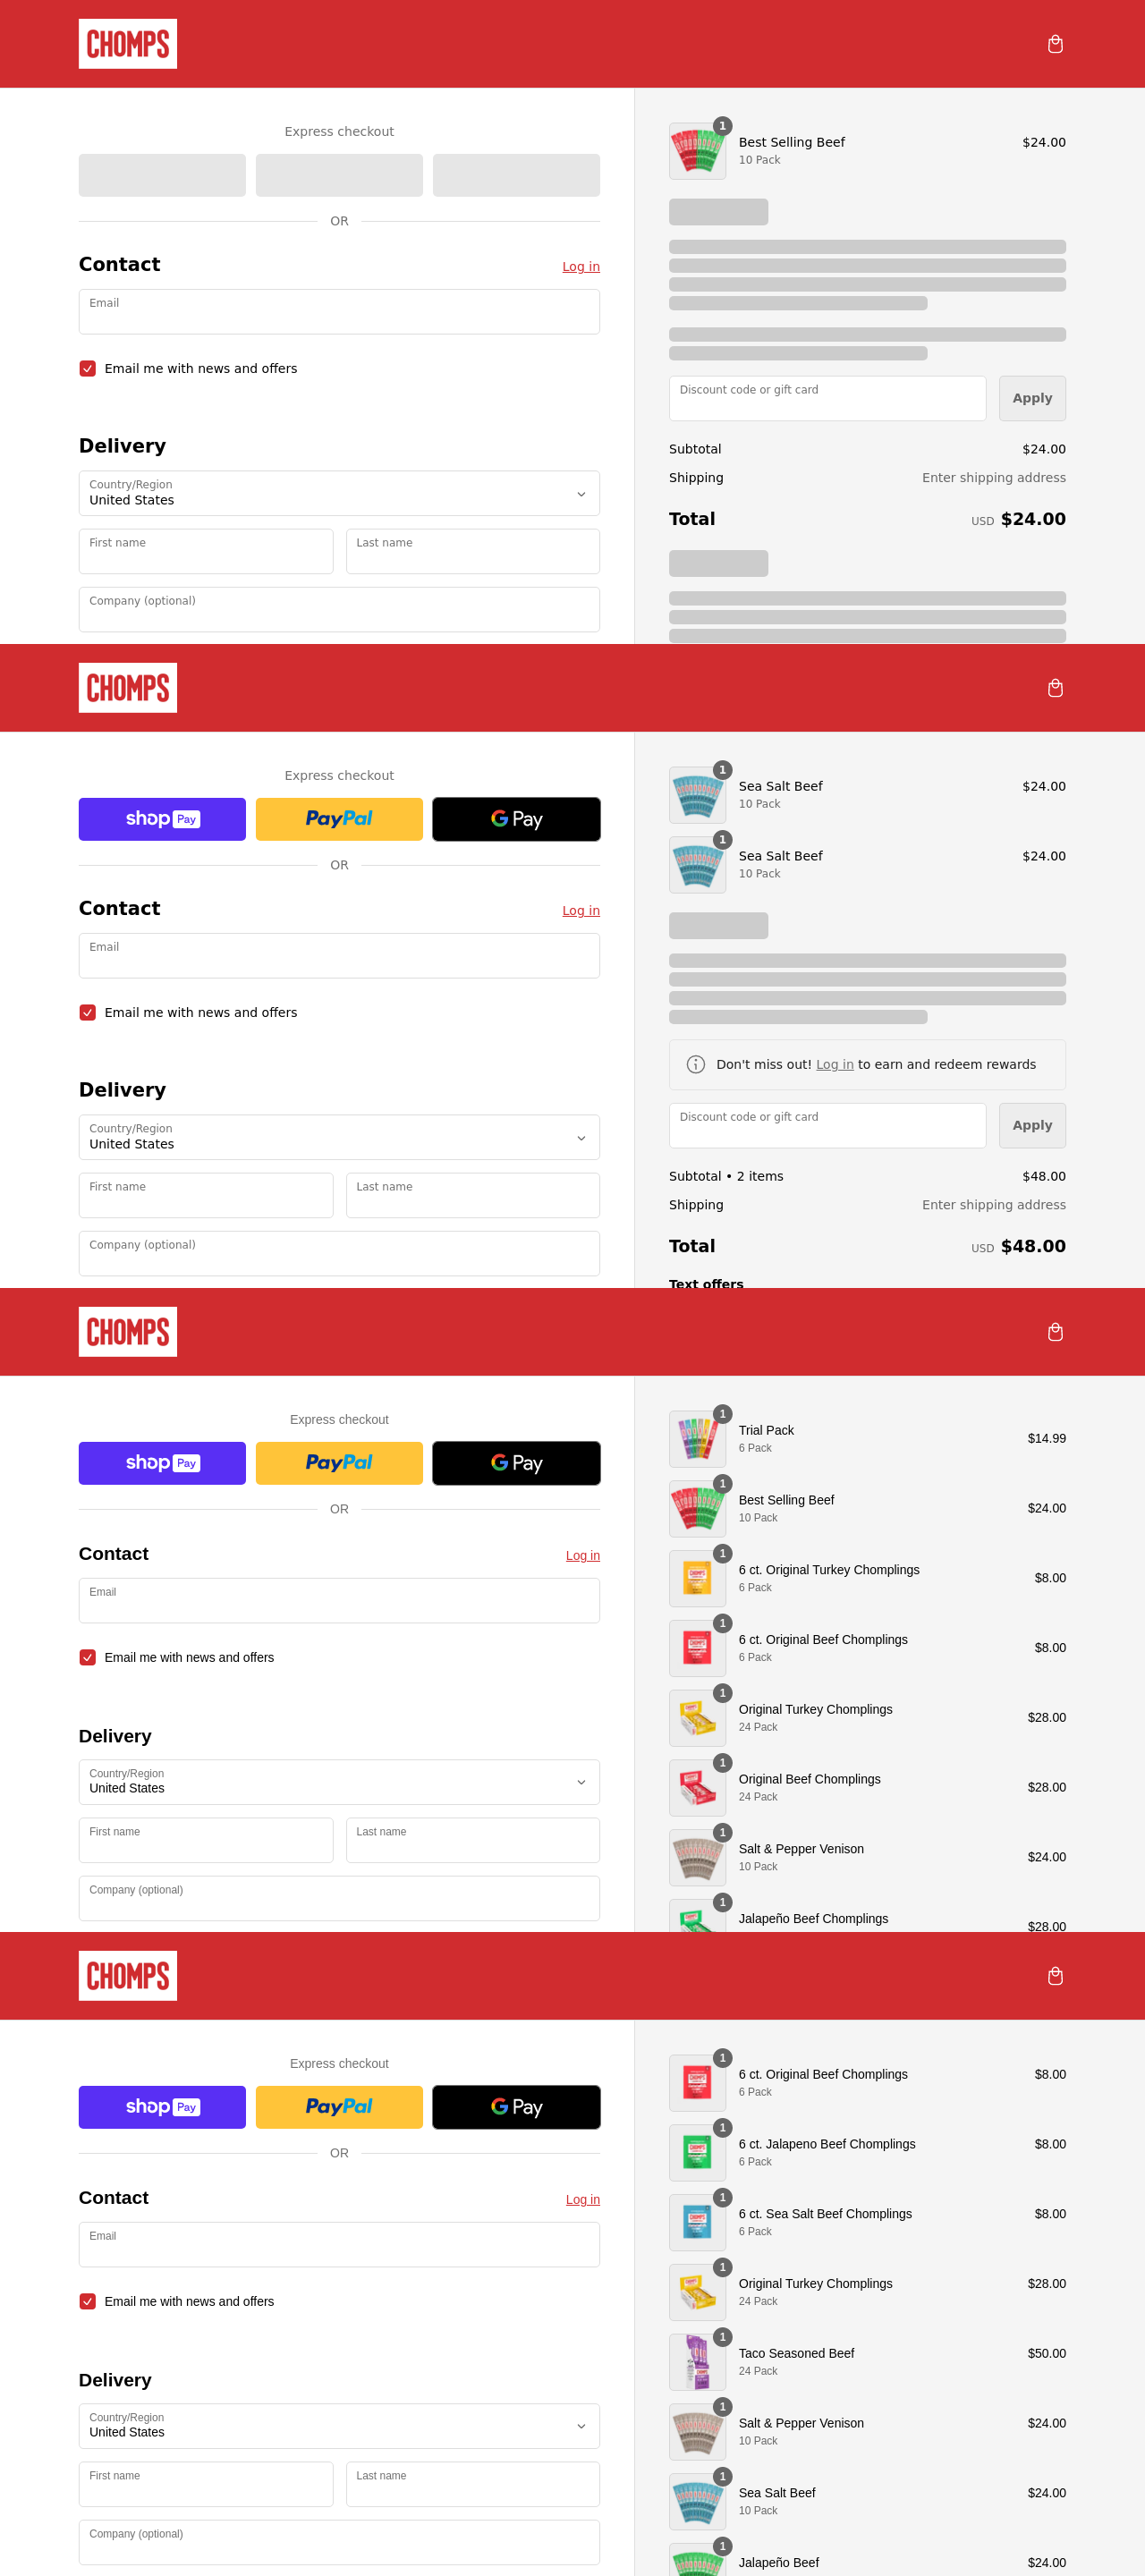 CHOMPS
Express checkout
OR
Contact
Log in
Email
Email me with news and offers
Delivery
Country/Region
United States
First name
Last name
Company (optional)
1
Best Selling Beef
10 Pack
$24.00
Discount code or gift card
Apply
Subtotal
$24.00
Shipping
Enter shipping address
Total
USD $24.00
CHOMPS
Express checkout
shop Pay
PayPal
G Pay
OR
Contact
Log in
Email
Email me with news and offers
Delivery
Country/Region
United States
First name
Last name
Company (optional)
1
Sea Salt Beef
10 Pack
$24.00
1
Sea Salt Beef
10 Pack
$24.00
Don't miss out! Log in to earn and redeem rewards
Discount code or gift card
Apply
Subtotal • 2 items
$48.00
Shipping
Enter shipping address
Total
USD $48.00
Text offers
CHOMPS
Express checkout
shop Pay
PayPal
G Pay
OR
Contact
Log in
Email
Email me with news and offers
Delivery
Country/Region
United States
First name
Last name
Company (optional)
1
Trial Pack
6 Pack
$14.99
1
Best Selling Beef
10 Pack
$24.00
1
6 ct. Original Turkey Chomplings
6 Pack
$8.00
1
6 ct. Original Beef Chomplings
6 Pack
$8.00
1
Original Turkey Chomplings
24 Pack
$28.00
1
Original Beef Chomplings
24 Pack
$28.00
1
Salt & Pepper Venison
10 Pack
$24.00
1
Jalapeño Beef Chomplings
$28.00
CHOMPS
Express checkout
shop Pay
PayPal
G Pay
OR
Contact
Log in
Email
Email me with news and offers
Delivery
Country/Region
United States
First name
Last name
Company (optional)
1
6 ct. Original Beef Chomplings
6 Pack
$8.00
1
6 ct. Jalapeno Beef Chomplings
6 Pack
$8.00
1
6 ct. Sea Salt Beef Chomplings
6 Pack
$8.00
1
Original Turkey Chomplings
24 Pack
$28.00
1
Taco Seasoned Beef
24 Pack
$50.00
1
Salt & Pepper Venison
10 Pack
$24.00
1
Sea Salt Beef
10 Pack
$24.00
1
Jalapeño Beef
$24.00